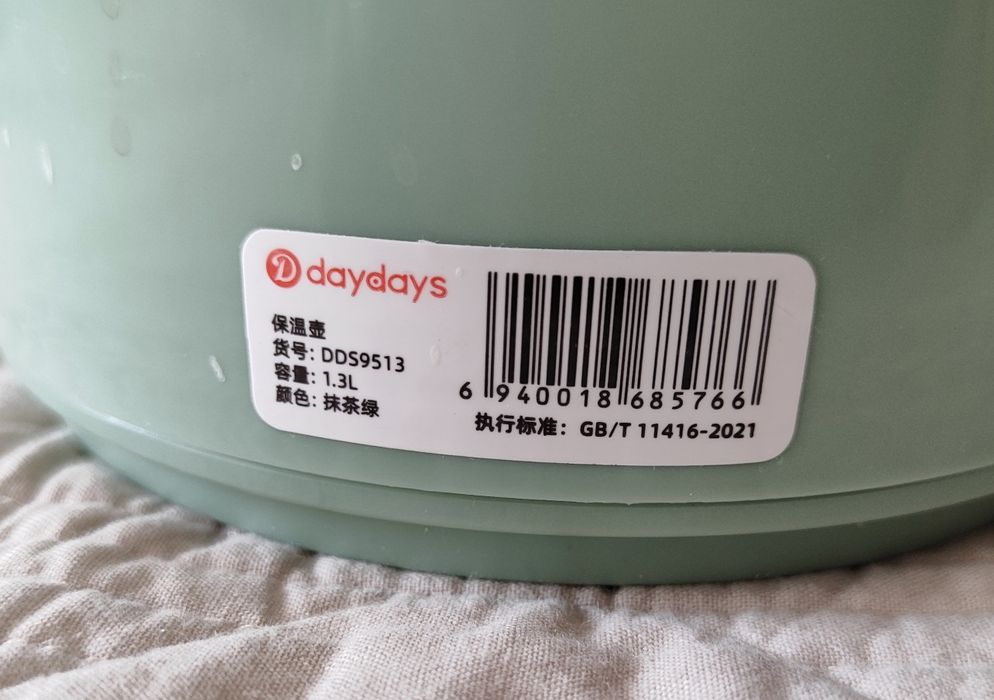 daydays
保温壶
货号: DDS9513
容量: 1.3L
颜色: 抹茶绿
6 940018 685766
执行标准: GB/T 11416-2021